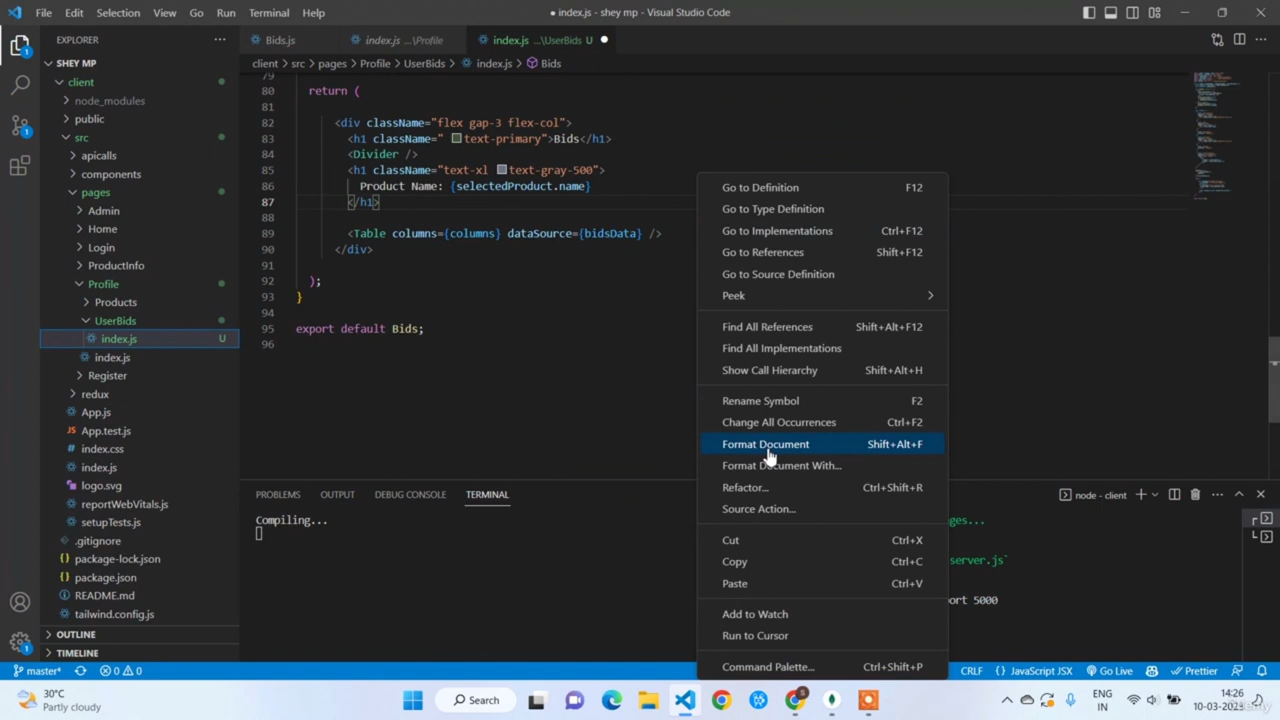 File Edit Selection View Go Run Terminal Help
● index.js - shey mp - Visual Studio Code
EXPLORER
SHEY MP
client
node_modules
public
src
apicalls
components
pages
Admin
Home
Login
ProductInfo
Profile
Products
UserBids
index.js U
index.js
Register
redux
App.js
App.test.js
index.css
index.js
logo.svg
reportWebVitals.js
setupTests.js
.gitignore
package-lock.json
package.json
README.md
tailwind.config.js
OUTLINE
TIMELINE
Bids.js index.js ...\Profile index.js ...\UserBids U
client > src > pages > Profile > UserBids > index.js > Bids
79
80 return (
81
82 <div className="flex gap-3 flex-col">
83 <h1 className=" text-primary">Bids</h1>
84 <Divider />
85 <h1 className="text-xl text-gray-500">
86 Product Name: {selectedProduct.name}
87 </h1>
88
89 <Table columns={columns} dataSource={bidsData} />
90 </div>
91
92 );
93 }
94
95 export default Bids;
96
Go to Definition F12
Go to Type Definition
Go to Implementations Ctrl+F12
Go to References Shift+F12
Go to Source Definition
Peek
Find All References Shift+Alt+F12
Find All Implementations
Show Call Hierarchy Shift+Alt+H
Rename Symbol F2
Change All Occurrences Ctrl+F2
Format Document Shift+Alt+F
Format Document With...
Refactor... Ctrl+Shift+R
Source Action...
Cut Ctrl+X
Copy Ctrl+C
Paste Ctrl+V
Add to Watch
Run to Cursor
Command Palette... Ctrl+Shift+P
PROBLEMS OUTPUT DEBUG CONSOLE TERMINAL
node - client
Compiling...
server.js`
5000
master* 0 0
CRLF JavaScript JSX Go Live Prettier
30°C
Partly cloudy
Search
ENG
IN
14:26
10-03-2023